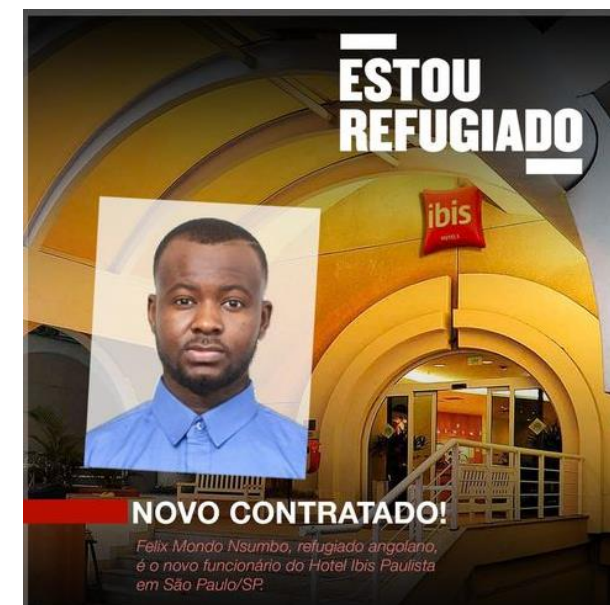 ESTOU
REFUGIADO
ibis
HOTELS
NOVO CONTRATADO!
Felix Mondo Nsumbo, refugiado angolano,
é o novo funcionário do Hotel Ibis Paulista
em São Paulo/SP.